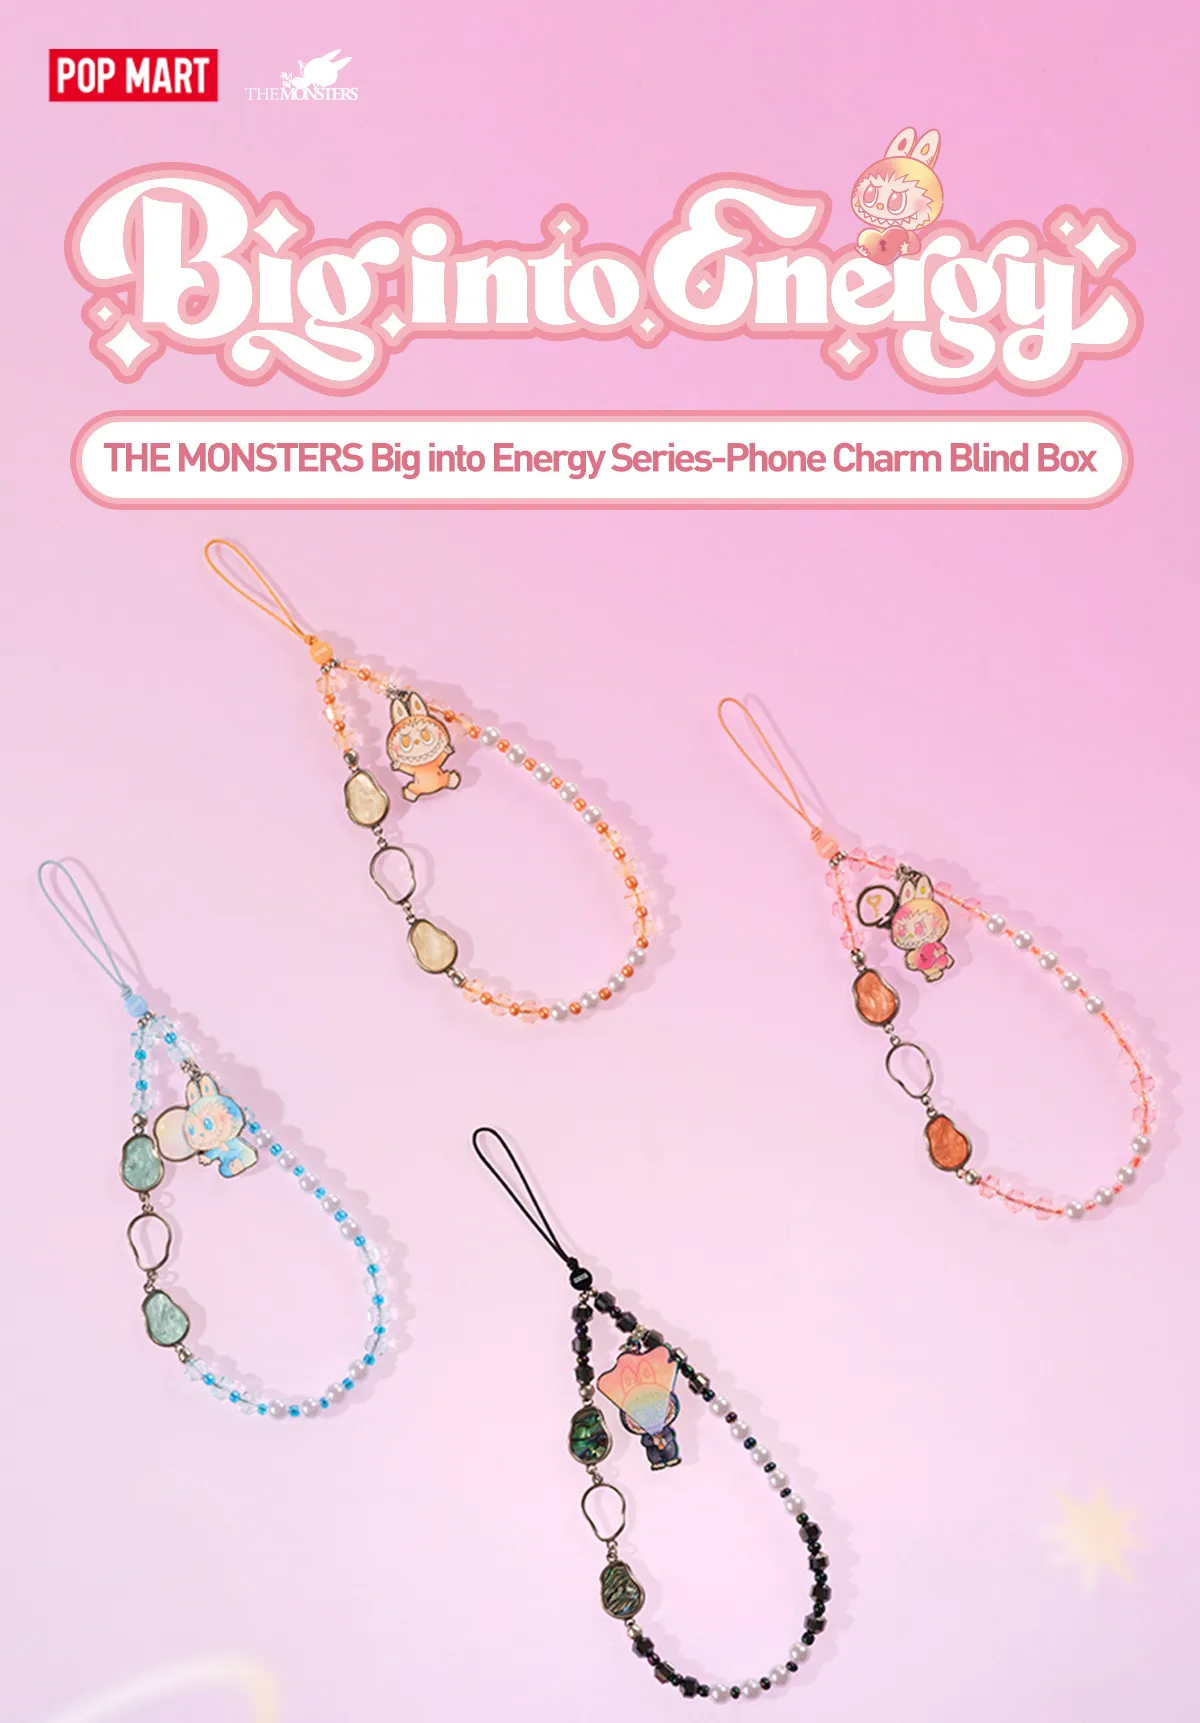 POP MART
THE MONSTERS
Big into Energy
THE MONSTERS Big into Energy Series-Phone Charm Blind Box